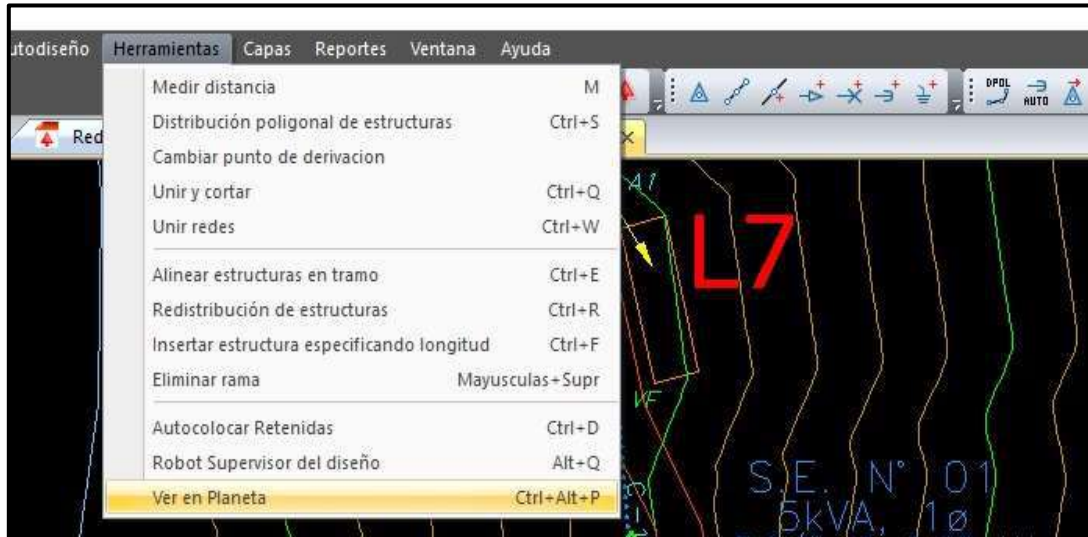 utodiseño Herramientas Capas Reportes Ventana Ayuda
DPOL
AUTO
Red
Medir distancia M
Distribución poligonal de estructuras Ctrl+S
Cambiar punto de derivacion
Unir y cortar Ctrl+Q
Unir redes Ctrl+W
Alinear estructuras en tramo Ctrl+E
Redistribución de estructuras Ctrl+R
Insertar estructura especificando longitud Ctrl+F
Eliminar rama Mayusculas+Supr
Autocolocar Retenidas Ctrl+D
Robot Supervisor del diseño Alt+Q
Ver en Planeta Ctrl+Alt+P
A1
L7
VF
S.E. N° 01
5kVA, 1ø